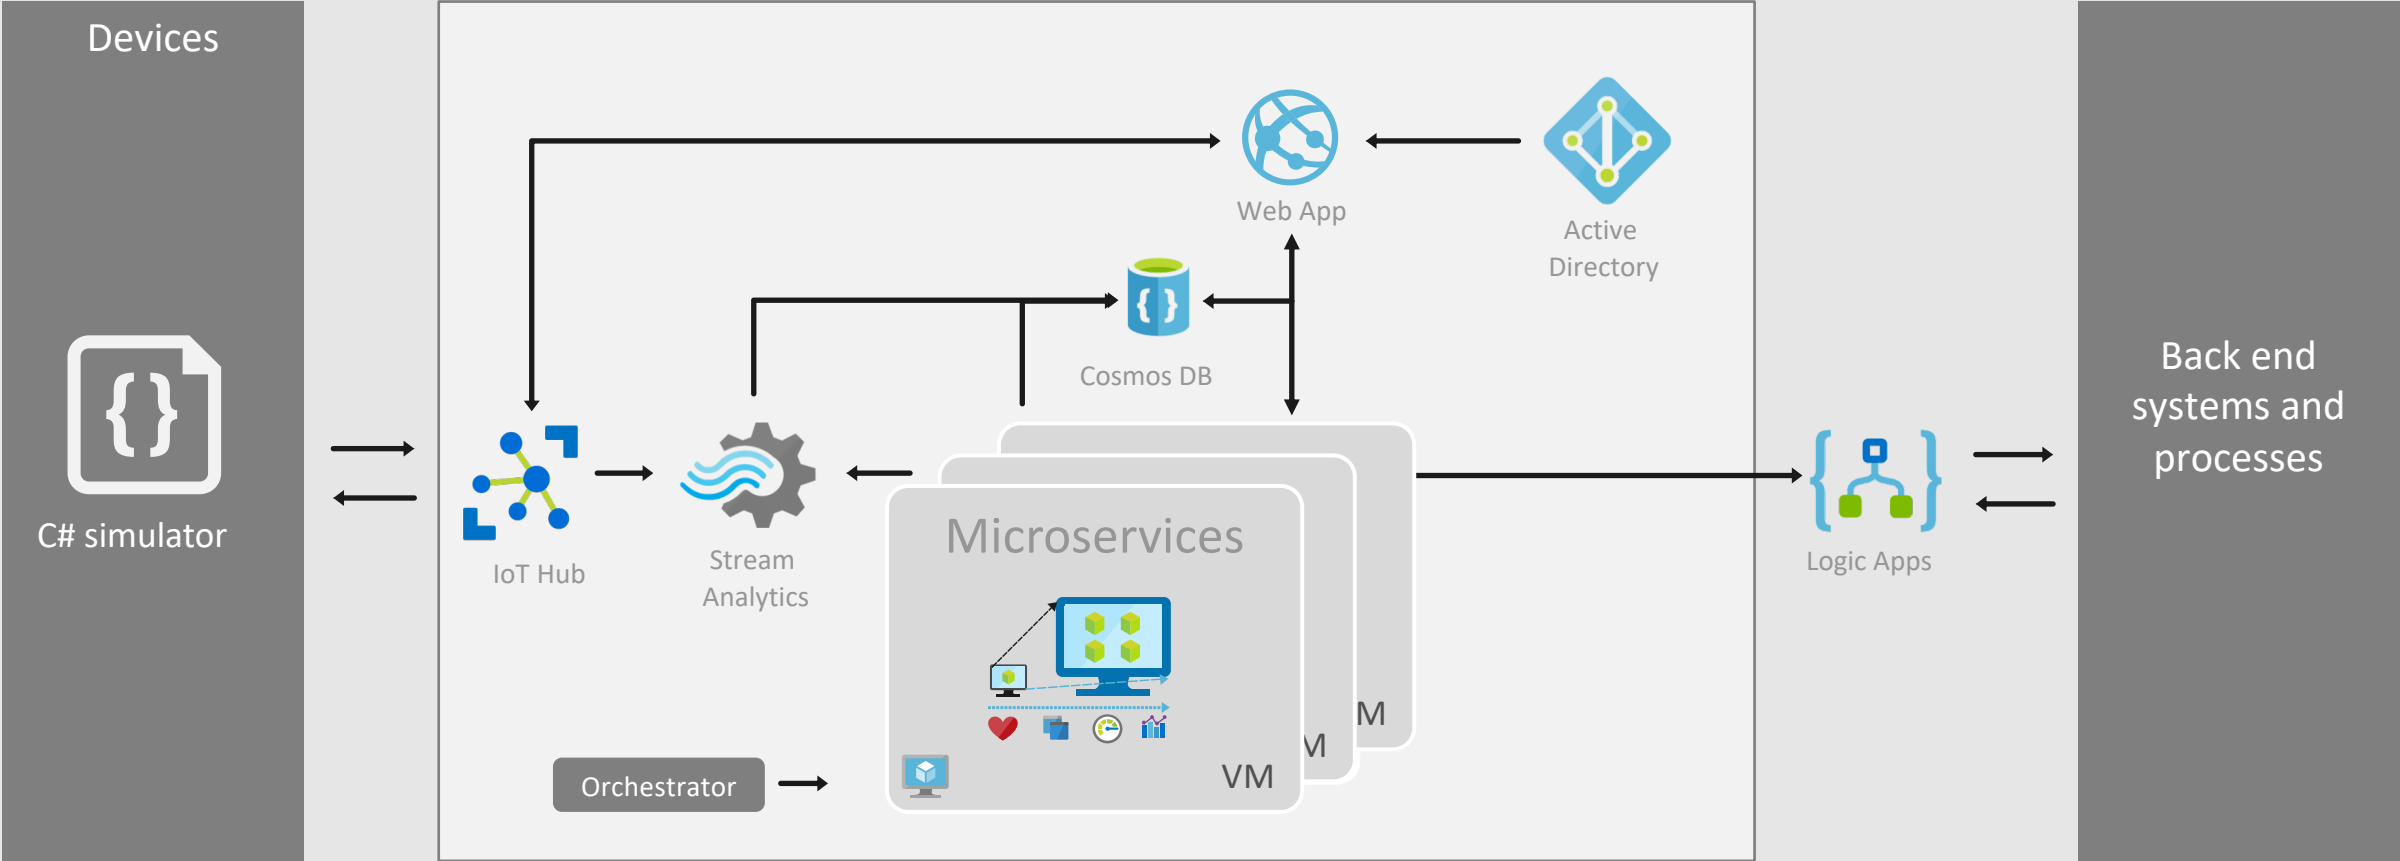 Devices
C# simulator
IoT Hub
Stream
Analytics
Web App
Active
Directory
Cosmos DB
Microservices
VM
M
M
Orchestrator
Logic Apps
Back end
systems and
processes